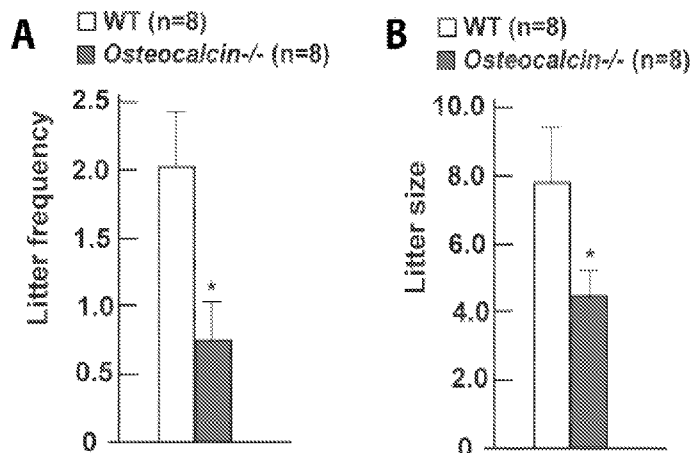 A
WT (n=8)
Osteocalcin-/- (n=8)
Litter frequency
2.5
2.0
1.5
1.0
0.5
0
*
B
WT (n=8)
Osteocalcin-/- (n=8)
Litter size
10.0
8.0
6.0
4.0
2.0
0
*